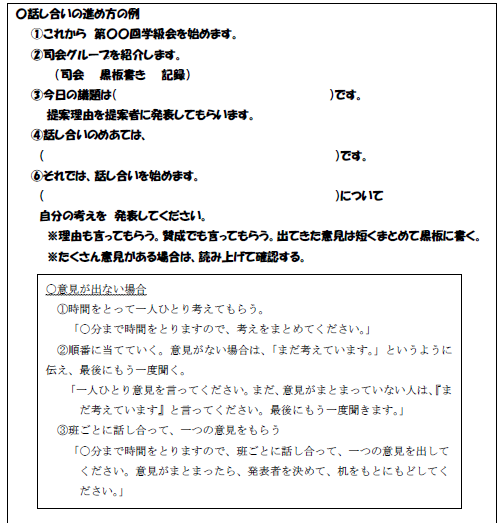 〇話し合いの進め方の例
①これから 第〇〇回学級会を始めます。
②司会グループを紹介します。
(司会 黒板書き 記録)
③今日の議題は( )です。
提案理由を提案者に発表してもらいます。
④話し合いのめあては、
( )です。
⑥それでは、話し合いを始めます。
( )について
自分の考えを 発表してください。
※理由も言ってもらう。賛成でも言ってもらう。出てきた意見は短くまとめて黒板に書く。
※たくさん意見がある場合は、読み上げて確認する。
○意見が出ない場合
①時間をとって一人ひとり考えてもらう。
「○分まで時間をとりますので、考えをまとめてください。」
②順番に当てていく。意見がない場合は、「まだ考えています。」というように
伝え、最後にもう一度聞く。
「一人ひとり意見を言ってください。まだ、意見がまとまっていない人は、『ま
だ考えています』と言ってください。最後にもう一度聞きます。」
③班ごとに話し合って、一つの意見をもらう
「○分まで時間をとりますので、班ごとに話し合って、一つの意見を出して
ください。意見がまとまったら、発表者を決めて、机をもとにもどしてく
ださい。」